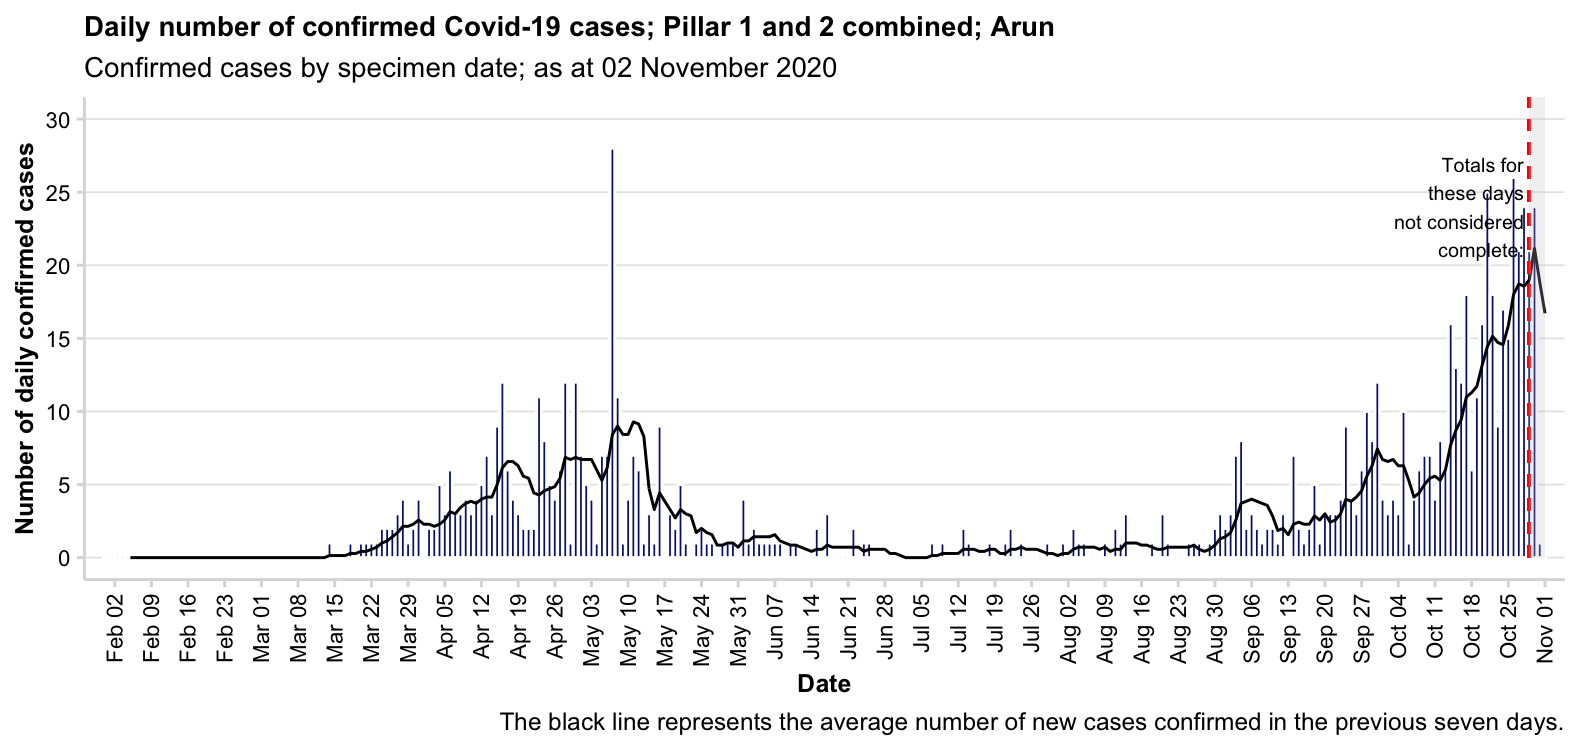 Daily number of confirmed Covid-19 cases; Pillar 1 and 2 combined; Arun
Confirmed cases by specimen date; as at 02 November 2020
Number of daily confirmed cases
30
25
20
15
10
5
0
Totals for
these days
not considered
complete:
Feb 02
Feb 09
Feb 16
Feb 23
Mar 01
Mar 08
Mar 15
Mar 22
Mar 29
Apr 05
Apr 12
Apr 19
Apr 26
May 03
May 10
May 17
May 24
May 31
Jun 07
Jun 14
Jun 21
Jun 28
Jul 05
Jul 12
Jul 19
Jul 26
Aug 02
Aug 09
Aug 16
Aug 23
Aug 30
Sep 06
Sep 13
Sep 20
Sep 27
Oct 04
Oct 11
Oct 18
Oct 25
Nov 01
Date
The black line represents the average number of new cases confirmed in the previous seven days.